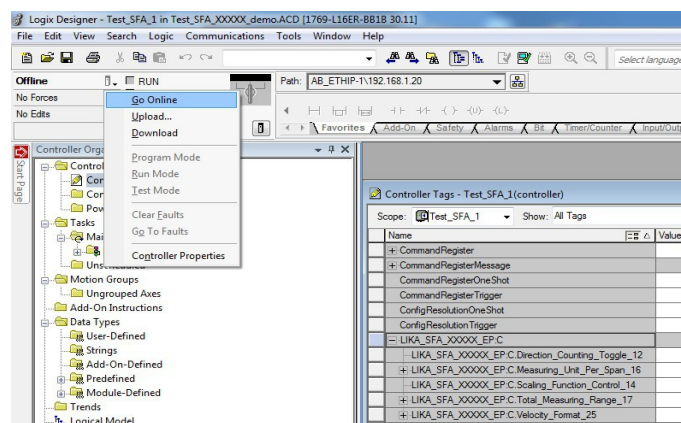 Logix Designer - Test_SFA_1 in Test_SFA_XXXXX_demo.ACD [1769-L16ER-BB1B 30.11]
File Edit View Search Logic Communications Tools Window Help
Select language
Offline RUN
Path: AB_ETHIP-1\192.168.1.20
No Forces
No Edits
Go Online
Upload...
Download
Program Mode
Run Mode
Test Mode
Clear Faults
Go To Faults
Controller Properties
Favorites Add-On Safety Alarms Bit Timer/Counter Input/Outp
Start Page
Controller Orga
Control
Con
Con
Pow
Tasks
Mai
Unscheduled
Motion Groups
Ungrouped Axes
Add-On Instructions
Data Types
User-Defined
Strings
Add-On-Defined
Predefined
Module-Defined
Trends
Logical Model
Controller Tags - Test_SFA_1(controller)
Scope: Test_SFA_1 Show: All Tags
Name Value
CommandRegister
CommandRegisterMessage
CommandRegisterOneShot
CommandRegisterTrigger
ConfigResolutionOneShot
ConfigResolutionTrigger
LIKA_SFA_XXXXX_EP:C
LIKA_SFA_XXXXX_EP:C.Direction_Counting_Toggle_12
LIKA_SFA_XXXXX_EP:C.Measuring_Unit_Per_Span_16
LIKA_SFA_XXXXX_EP:C.Scaling_Function_Control_14
LIKA_SFA_XXXXX_EP:C.Total_Measuring_Range_17
LIKA_SFA_XXXXX_EP:C.Velocity_Format_25